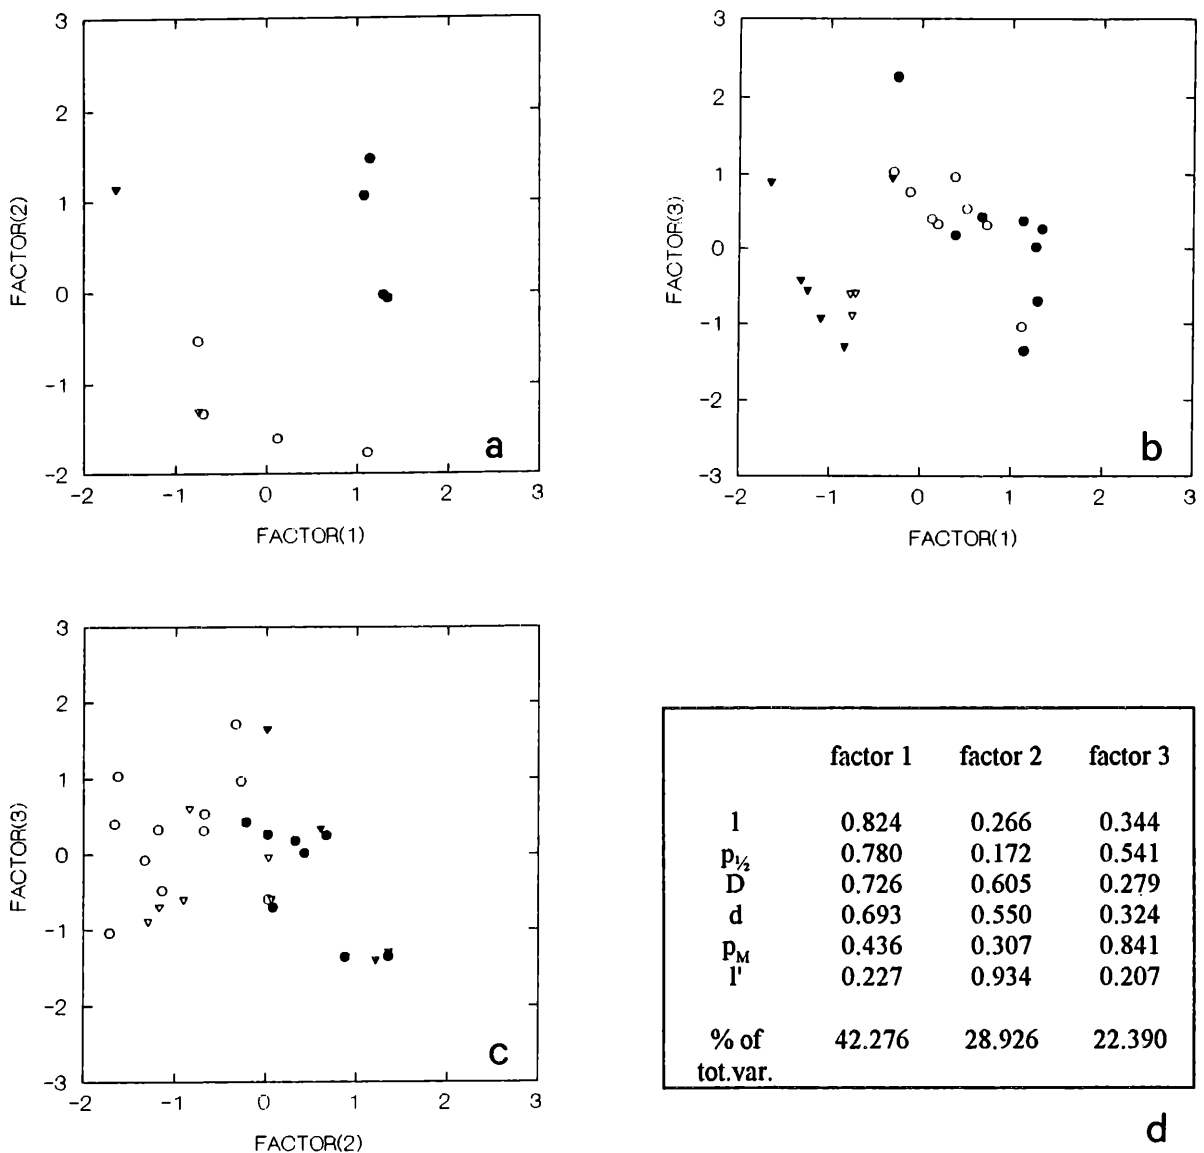 3
2
1
0
−1
−2
FACTOR(2)
−2 −1 0 1 2 3
FACTOR(1)
a
3
2
1
0
−1
−2
−3
FACTOR(3)
−2 −1 0 1 2 3
FACTOR(1)
b
3
2
1
0
−1
−2
−3
FACTOR(3)
−2 −1 0 1 2 3
FACTOR(2)
c
factor 1 factor 2 factor 3
l 0.824 0.266 0.344
p½ 0.780 0.172 0.541
D 0.726 0.605 0.279
d 0.693 0.550 0.324
pM 0.436 0.307 0.841
l' 0.227 0.934 0.207
% of 42.276 28.926 22.390
tot.var.
d